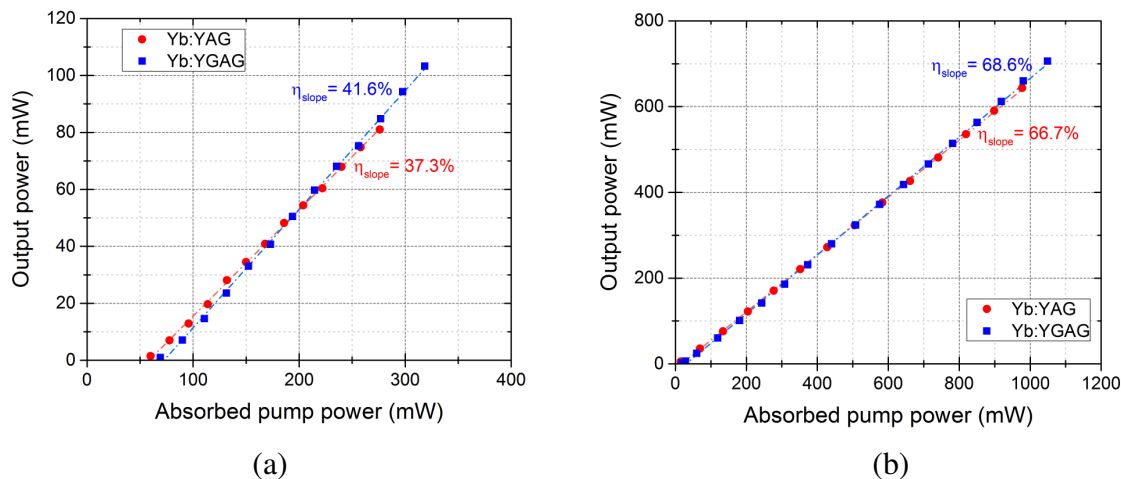 120
100
80
60
40
20
0
Output power (mW)
Yb:YAG
Yb:YGAG
ηslope= 41.6%
ηslope= 37.3%
0 100 200 300 400
Absorbed pump power (mW)
(a)
800
600
400
200
0
Output power (mW)
ηslope= 68.6%
ηslope= 66.7%
Yb:YAG
Yb:YGAG
0 200 400 600 800 1000 1200
Absorbed pump power (mW)
(b)